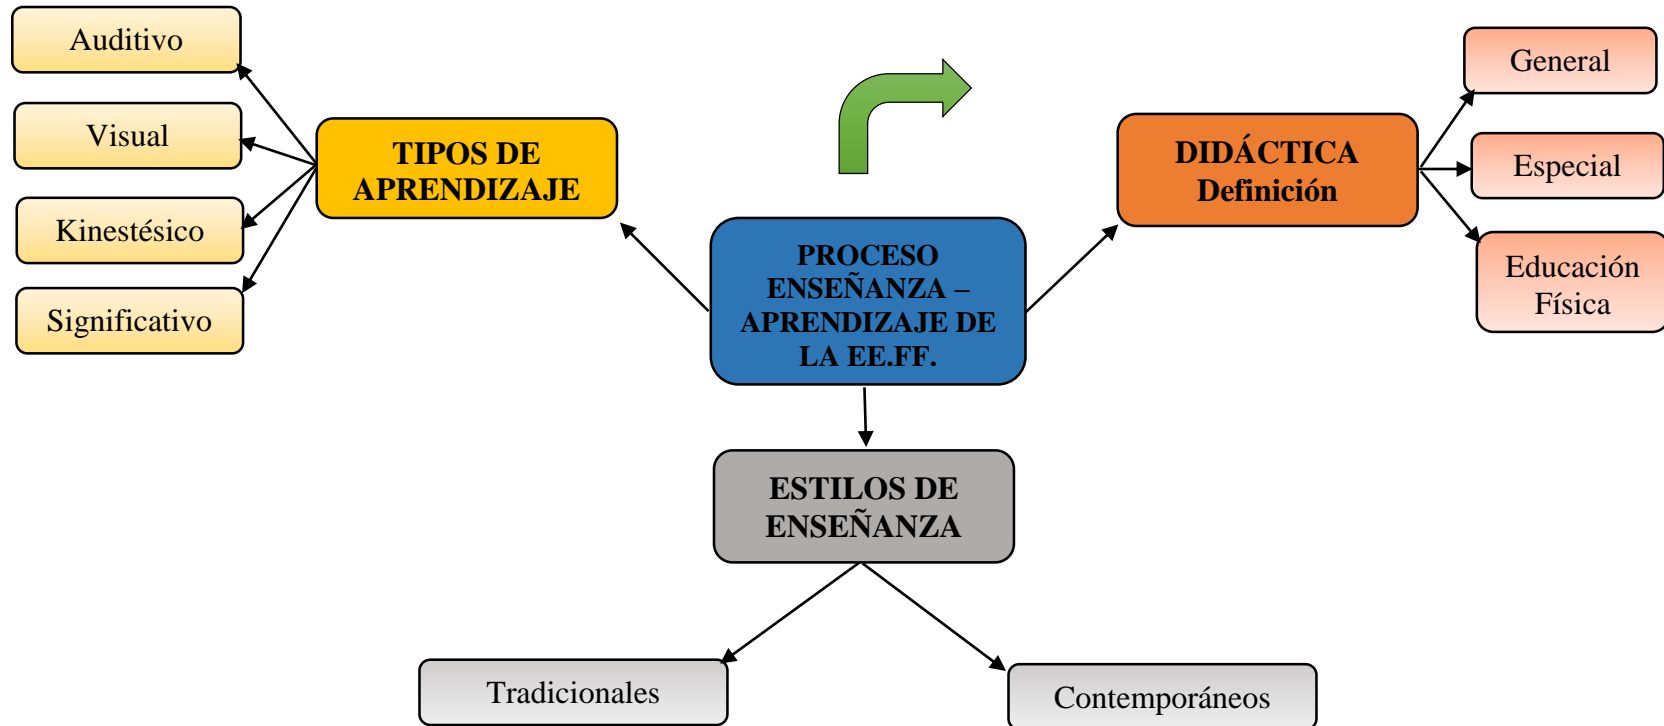 Auditivo
Visual
Kinestésico
Significativo
TIPOS DE
APRENDIZAJE
PROCESO
ENSEÑANZA –
APRENDIZAJE DE
LA EE.FF.
DIDÁCTICA
Definición
General
Especial
Educación
Física
ESTILOS DE
ENSEÑANZA
Tradicionales
Contemporáneos